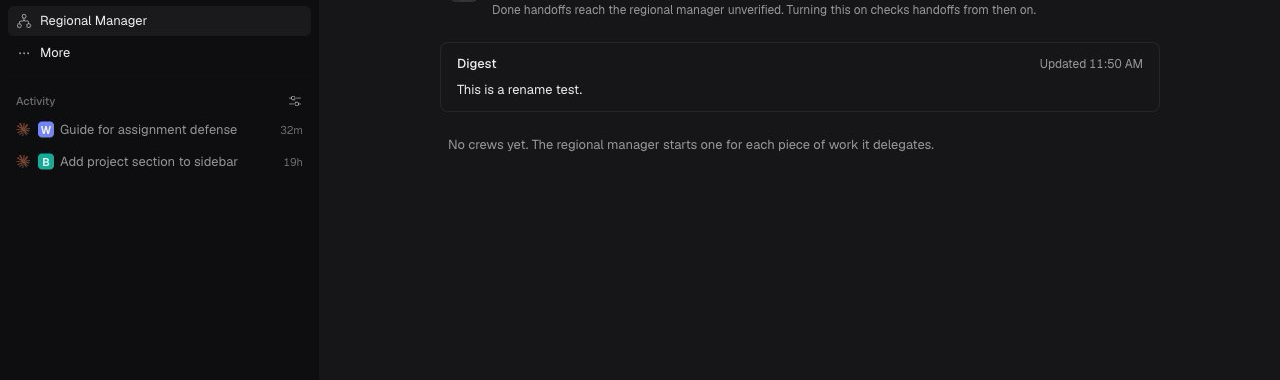 Regional Manager
More
Activity
W Guide for assignment defense 32m
B Add project section to sidebar 19h
Done handoffs reach the regional manager unverified. Turning this on checks handoffs from then on.
Digest Updated 11:50 AM
This is a rename test.
No crews yet. The regional manager starts one for each piece of work it delegates.